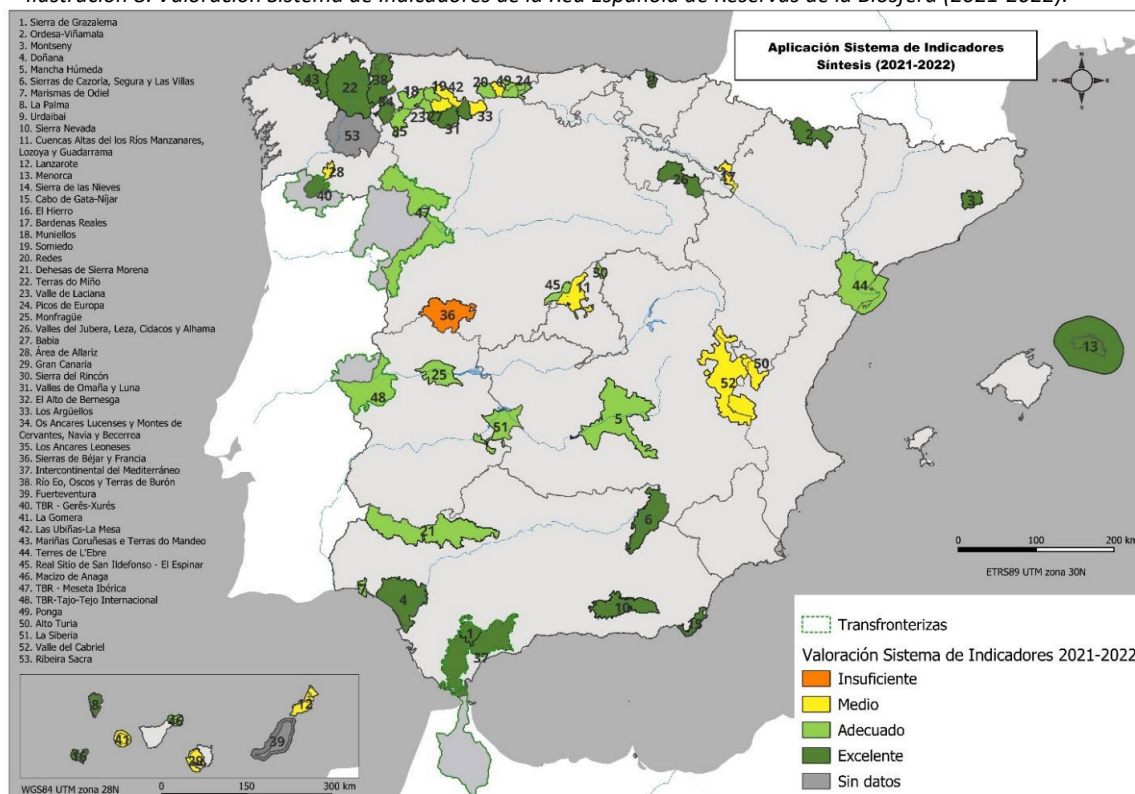 Ilustración 3. Valoración Sistema de Indicadores de la Red Española de Reservas de la Biosfera (2021-2022).
1. Sierra de Grazalema
2. Ordesa-Viñamala
3. Montseny
4. Doñana
5. Mancha Húmeda
6. Sierras de Cazorla, Segura y Las Villas
7. Marismas de Odiel
8. La Palma
9. Urdaibai
10. Sierra Nevada
11. Cuencas Altas del los Ríos Manzanares,
Lozoya y Guadarrama
12. Lanzarote
13. Menorca
14. Sierra de las Nieves
15. Cabo de Gata-Níjar
16. El Hierro
17. Bardenas Reales
18. Muniellos
19. Somiedo
20. Redes
21. Dehesas de Sierra Morena
22. Terras do Miño
23. Valle de Laciana
24. Picos de Europa
25. Monfragüe
26. Valles del Jubera, Leza, Cidacos y Alhama
27. Babia
28. Área de Allariz
29. Gran Canaria
30. Sierra del Rincón
31. Valles de Omaña y Luna
32. El Alto de Bernesga
33. Los Argüellos
34. Os Ancares Lucenses y Montes de
Cervantes, Navia y Becerrea
35. Los Ancares Leoneses
36. Sierras de Béjar y Francia
37. Intercontinental del Mediterráneo
38. Río Eo, Oscos y Terras de Burón
39. Fuerteventura
40. TBR - Gerês-Xurés
41. La Gomera
42. Las Ubiñas-La Mesa
43. Mariñas Coruñesas e Terras do Mandeo
44. Terres de L'Ebre
45. Real Sitio de San Ildefonso - El Espinar
46. Macizo de Anaga
47. TBR - Meseta Ibérica
48. TBR-Tajo-Tejo Internacional
49. Ponga
50. Alto Turia
51. La Siberia
52. Valle del Cabriel
53. Ribeira Sacra
Aplicación Sistema de Indicadores
Síntesis (2021-2022)
N
W E
S
43 22 38 18 19 42 20 49 24 9
34 23 27 31 33 2
53 35
28 26 17 3
40 47
45 30 11 44
36 13
25 50
48 52
51 5
21 6
7 4 10 15
1
37
0 100 200 km
ETRS89 UTM zona 30N
Transfronterizas
Valoración Sistema de Indicadores 2021-2022
Insuficiente
Medio
Adecuado
Excelente
Sin datos
8 46 12
41 39
16 29
WGS84 UTM zona 28N
0 150 300 km